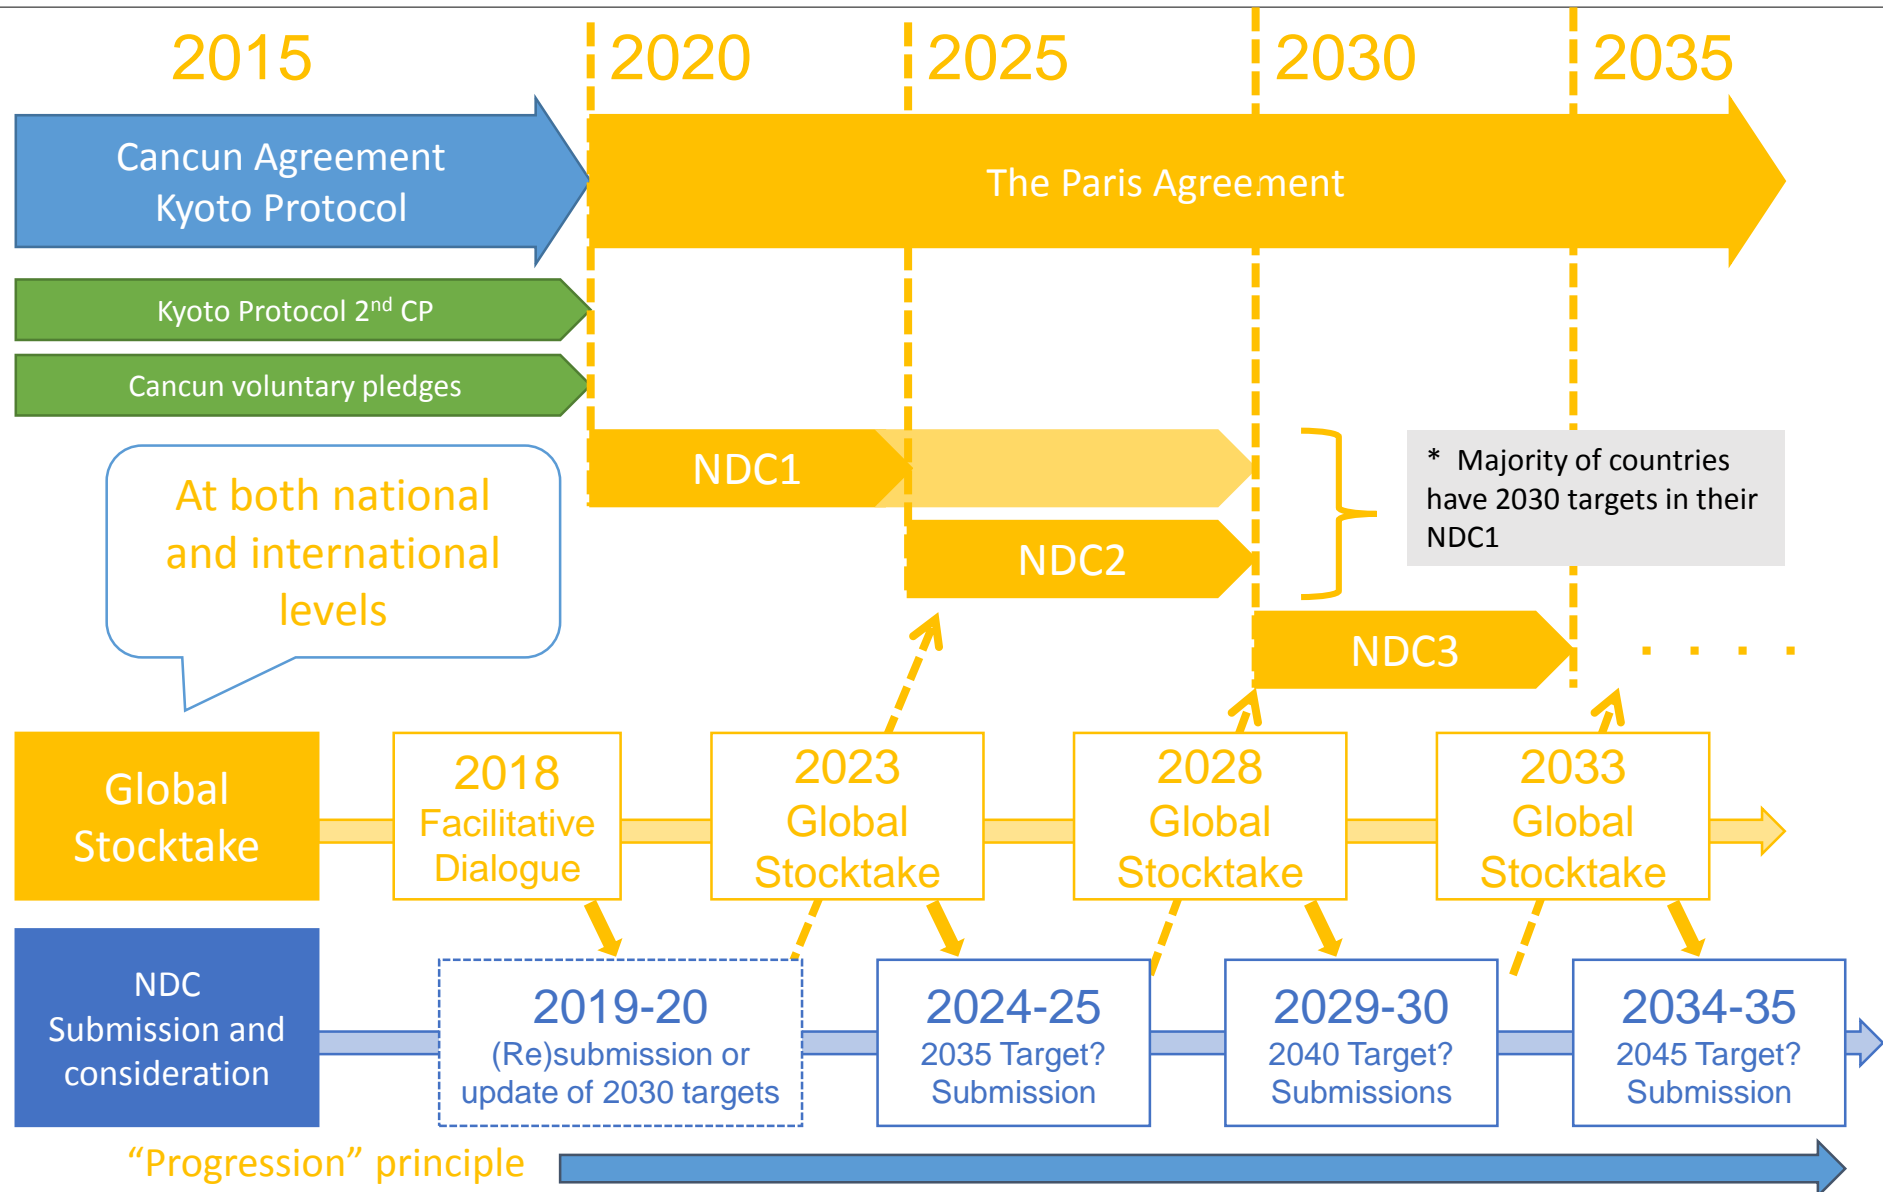 2015
2020
2025
2030
2035
Cancun Agreement
Kyoto Protocol
The Paris Agreement
Kyoto Protocol 2nd CP
Cancun voluntary pledges
NDC1
* Majority of countries
have 2030 targets in their
NDC1
At both national
and international
levels
NDC2
NDC3
Global
Stocktake
2018
Facilitative
Dialogue
2023
Global
Stocktake
2028
Global
Stocktake
2033
Global
Stocktake
NDC
Submission and
consideration
2019-20
(Re)submission or
update of 2030 targets
2024-25
2035 Target?
Submission
2029-30
2040 Target?
Submissions
2034-35
2045 Target?
Submission
“Progression” principle